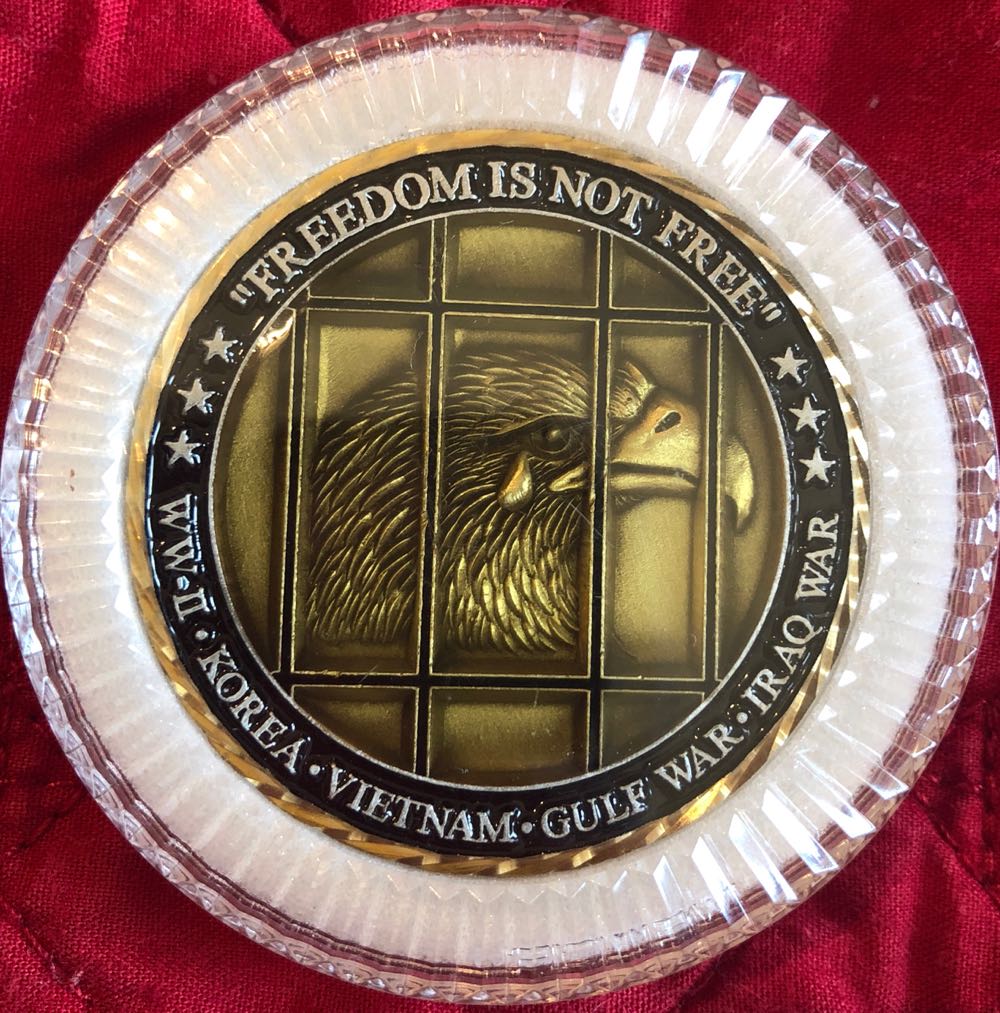 "FREEDOM IS NOT FREE"
WW-II • KOREA • VIETNAM • GULF WAR • IRAQ WAR